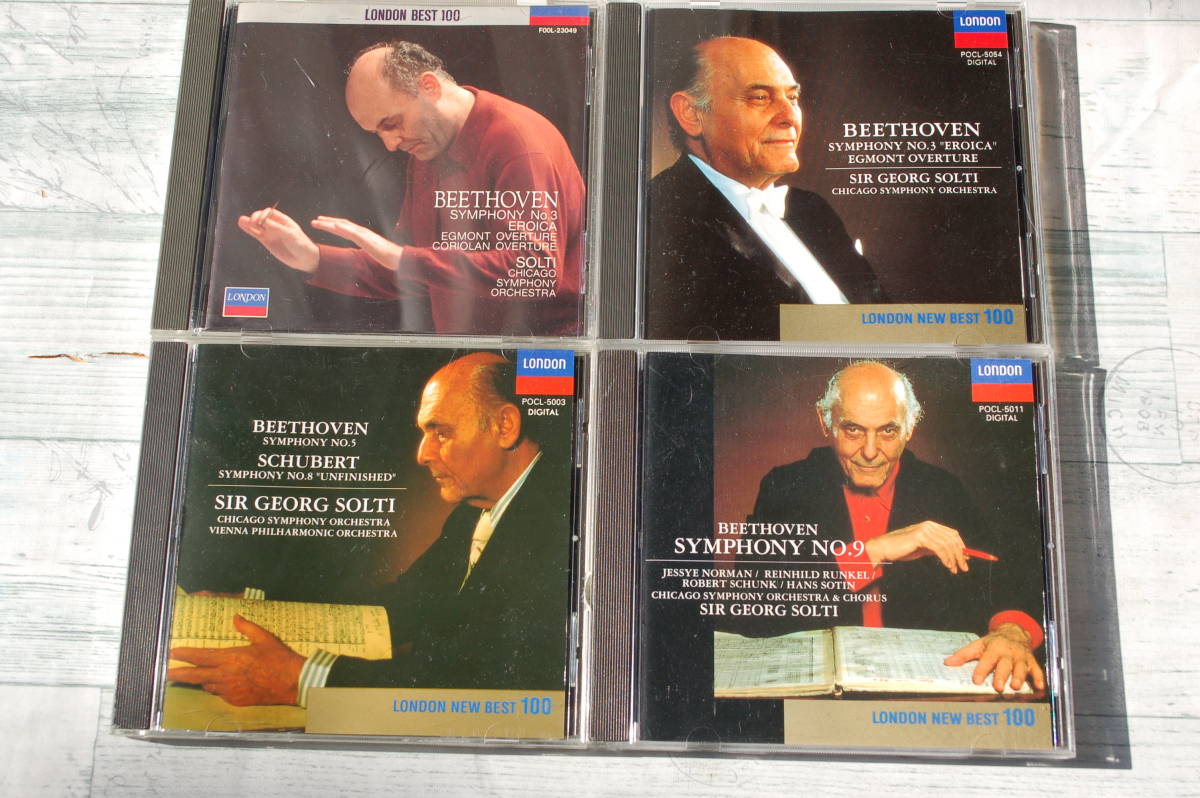 LONDON BEST 100
F00L-23049
BEETHOVEN
SYMPHONY No.3
EROICA
EGMONT OVERTURE
CORIOLAN OVERTURE
SOLTI
CHICAGO
SYMPHONY
ORCHESTRA
LONDON
LONDON
POCL-5054
DIGITAL
BEETHOVEN
SYMPHONY NO.3 "EROICA"
EGMONT OVERTURE
SIR GEORG SOLTI
CHICAGO SYMPHONY ORCHESTRA
LONDON NEW BEST 100
LONDON
POCL-5003
DIGITAL
BEETHOVEN
SYMPHONY NO.5
SCHUBERT
SYMPHONY NO.8 "UNFINISHED"
SIR GEORG SOLTI
CHICAGO SYMPHONY ORCHESTRA
VIENNA PHILHARMONIC ORCHESTRA
LONDON NEW BEST 100
LONDON
POCL-5011
DIGITAL
BEETHOVEN
SYMPHONY NO.9
JESSYE NORMAN / REINHILD RUNKEL /
ROBERT SCHUNK / HANS SOTIN
CHICAGO SYMPHONY ORCHESTRA & CHORUS
SIR GEORG SOLTI
LONDON NEW BEST 100